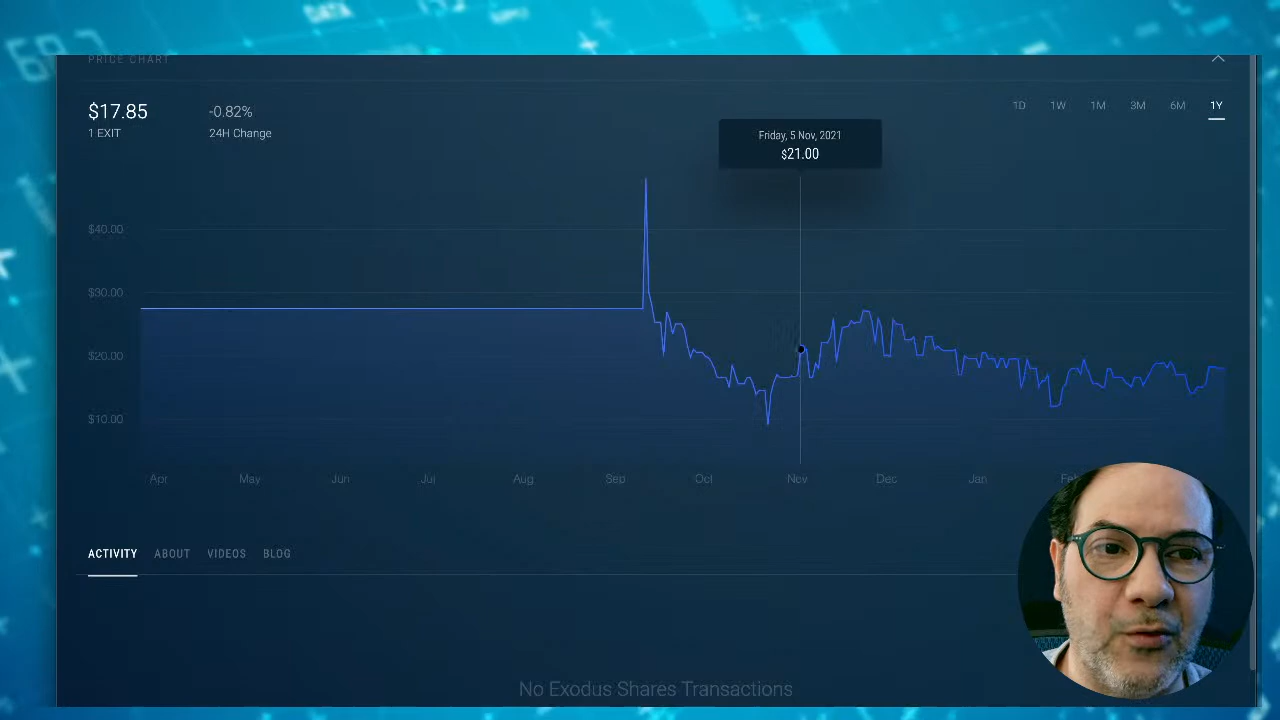 DATA
697
PRICE CHART
$17.85
-0.82%
1D 1W 1M 3M 6M 1Y
1 EXIT
24H Change
Friday, 5 Nov, 2021
$21.00
$40.00
$30.00
$20.00
$10.00
Apr May Jun Jul Aug Sep Oct Nov Dec Jan
ACTIVITY ABOUT VIDEOS BLOG
No Exodus Shares Transactions